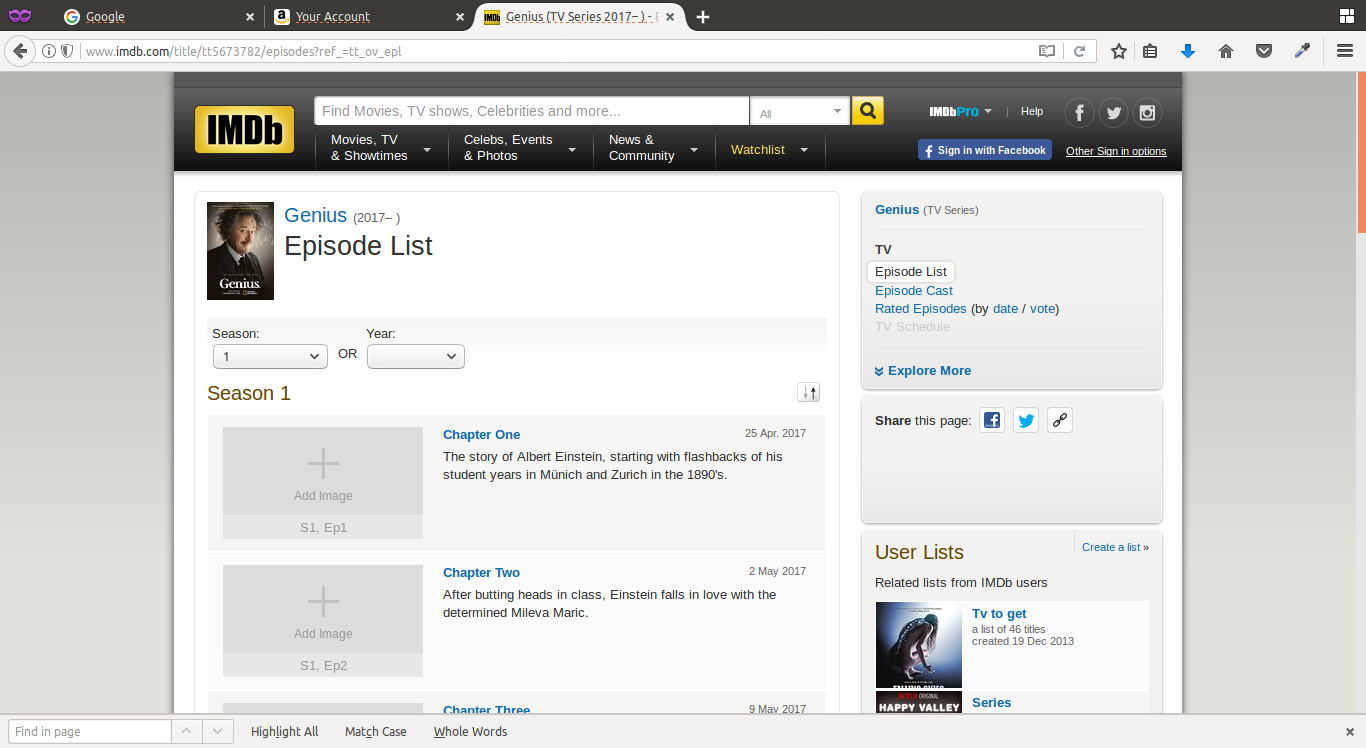 Google
Your Account
IMDb Genius (TV Series 2017– ) -
www.imdb.com/title/tt5673782/episodes?ref_=tt_ov_epl
IMDb
Find Movies, TV shows, Celebrities and more...
All
IMDbPro | Help
Movies, TV
& Showtimes
Celebs, Events
& Photos
News &
Community
Watchlist
f Sign in with Facebook
Other Sign in options
Genius (2017– )
Episode List
Genius
Season:
Year:
1
OR
Season 1
Chapter One
25 Apr. 2017
The story of Albert Einstein, starting with flashbacks of his
student years in Münich and Zurich in the 1890's.
Add Image
S1, Ep1
Chapter Two
2 May 2017
After butting heads in class, Einstein falls in love with the
determined Mileva Maric.
Add Image
S1, Ep2
Chapter Three
9 May 2017
Genius (TV Series)
TV
Episode List
Episode Cast
Rated Episodes (by date / vote)
TV Schedule
Explore More
Share this page:
User Lists
Create a list »
Related lists from IMDb users
Tv to get
a list of 46 titles
created 19 Dec 2013
NETFLIX ORIGINAL
HAPPY VALLEY
Series
Find in page
Highlight All
Match Case
Whole Words